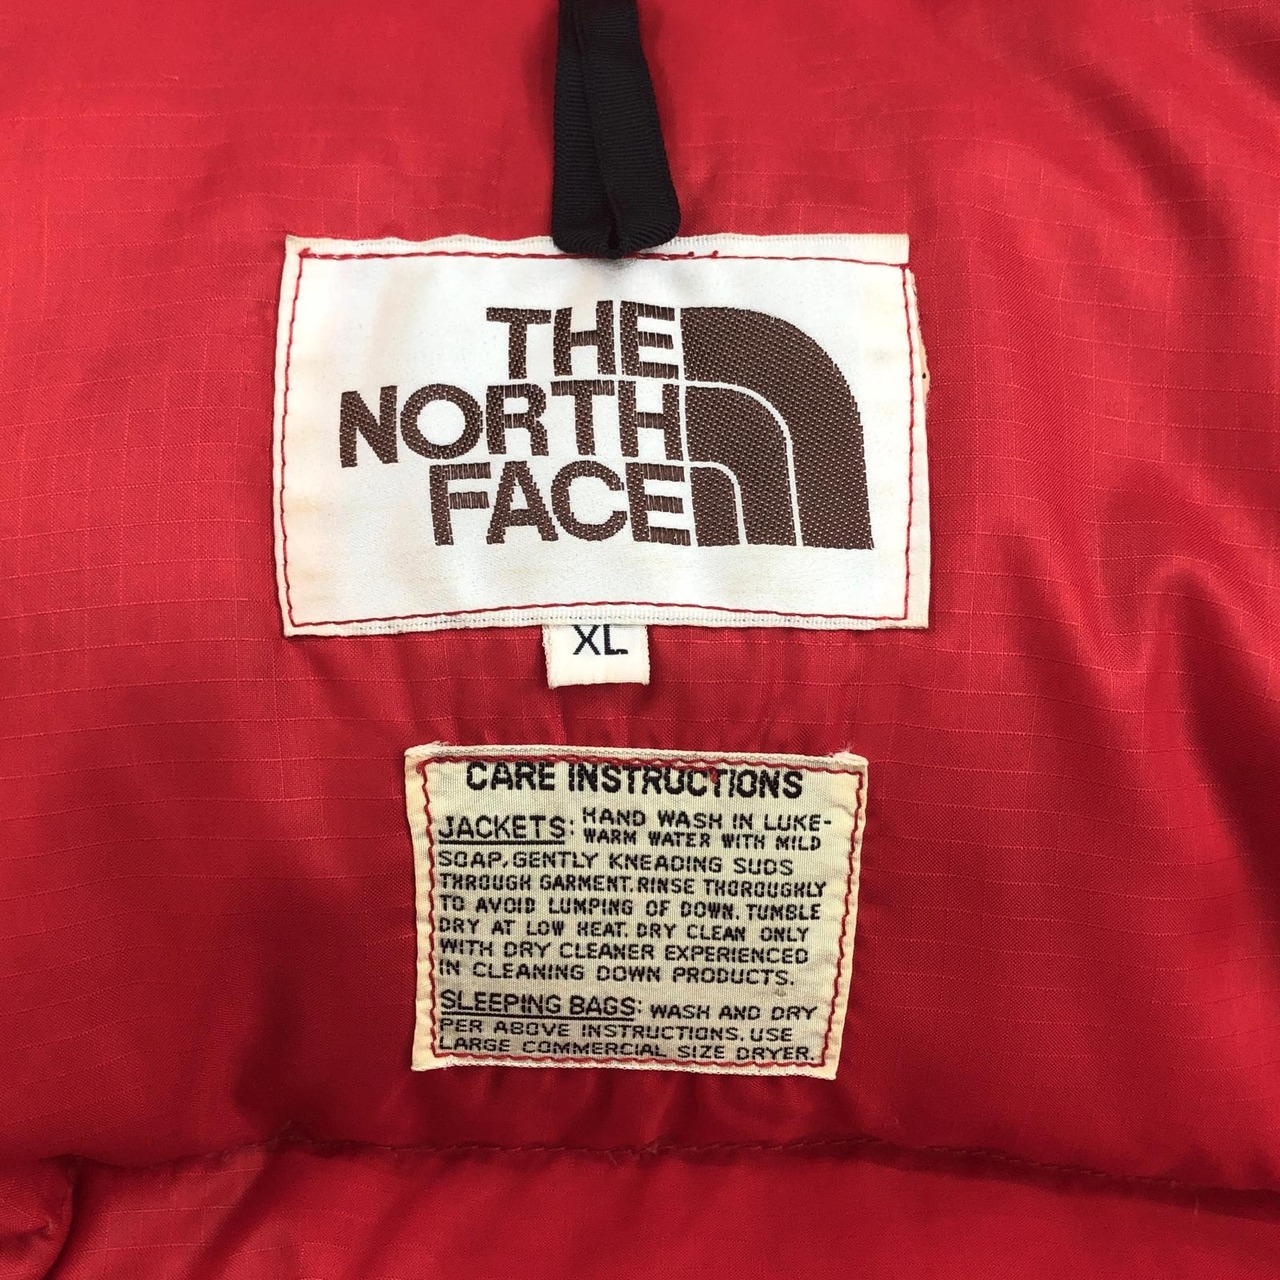 THE
NORTH
FACE
XL
CARE INSTRUCTIONS
JACKETS: HAND WASH IN LUKE-
WARM WATER WITH MILD
SOAP, GENTLY KNEADING SUDS
THROUGH GARMENT. RINSE THOROUGHLY
TO AVOID LUMPING OF DOWN. TUMBLE
DRY AT LOW HEAT. DRY CLEAN ONLY
WITH DRY CLEANER EXPERIENCED
IN CLEANING DOWN PRODUCTS.
SLEEPING BAGS: WASH AND DRY
PER ABOVE INSTRUCTIONS. USE
LARGE COMMERCIAL SIZE DRYER.